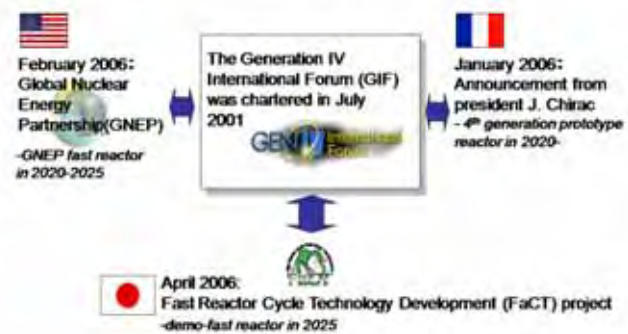 February 2006:
Global Nuclear
Energy
Partnership(GNEP)
-GNEP fast reactor
in 2020-2025
The Generation IV
International Forum (GIF)
was chartered in July
2001
GEN IV International
Forum
January 2006:
Announcement from
president J. Chirac
- 4th generation prototype
reactor in 2020-
April 2006:
Fast Reactor Cycle Technology Development (FaCT) project
-demo-fast reactor in 2025